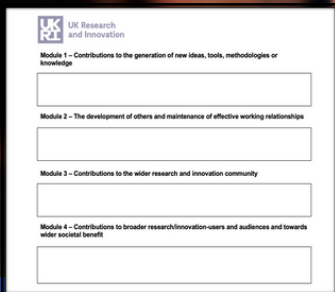 UK Research
and Innovation
Module 1 – Contributions to the generation of new ideas, tools, methodologies or
knowledge
Module 2 – The development of others and maintenance of effective working relationships
Module 3 – Contributions to the wider research and innovation community
Module 4 – Contributions to broader research/innovation-users and audiences and towards
wider societal benefit